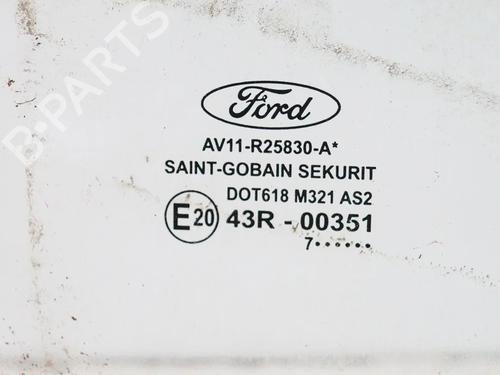 B-PARTS
Ford
AV11-R25830-A*
SAINT-GOBAIN SEKURIT
DOT618 M321 AS2
E20 43R - 00351
7••••••